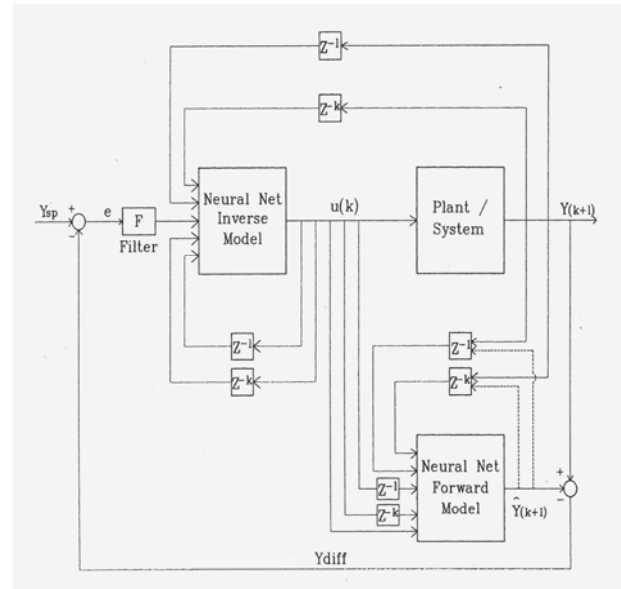 Z⁻¹
Z⁻ᵏ
Ysp
+
-
e
F
Filter
Neural Net
Inverse
Model
u(k)
Plant /
System
Y(k+1)
Z⁻¹
Z⁻ᵏ
Z⁻¹
Z⁻ᵏ
Z⁻¹
Z⁻ᵏ
Neural Net
Forward
Model
Ŷ(k+1)
+
-
Ydiff